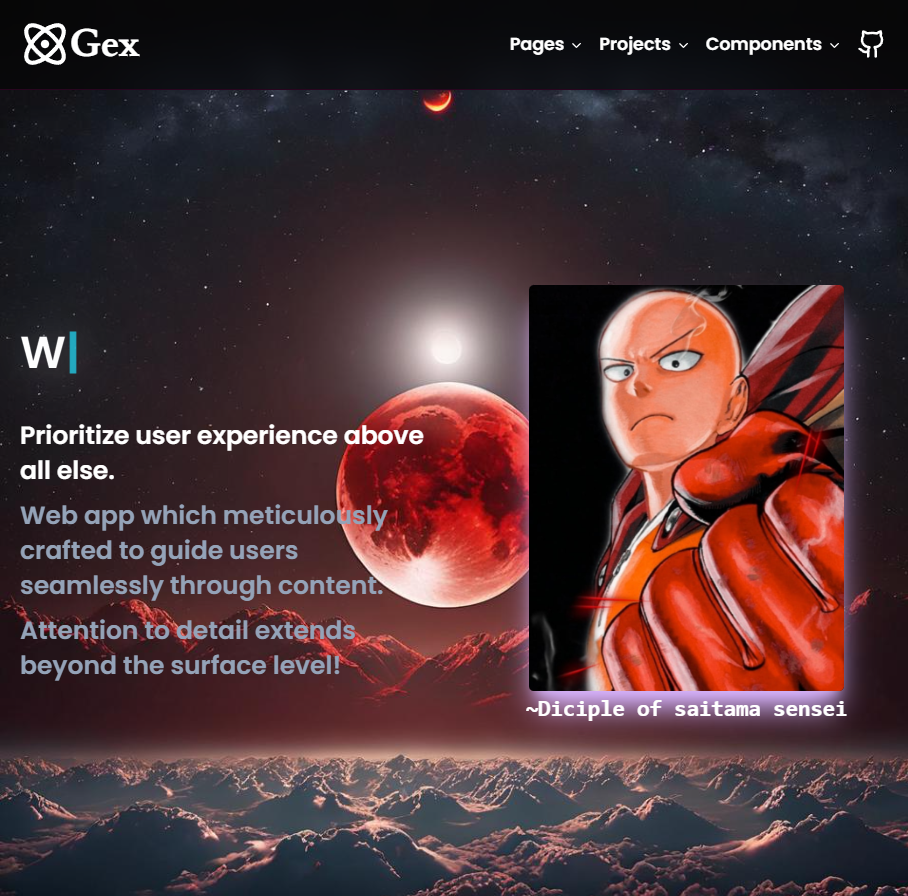 Gex
Pages Projects Components
W
Prioritize user experience above
all else.
Web app which meticulously
crafted to guide users
seamlessly through content.
Attention to detail extends
beyond the surface level!
~Diciple of saitama sensei